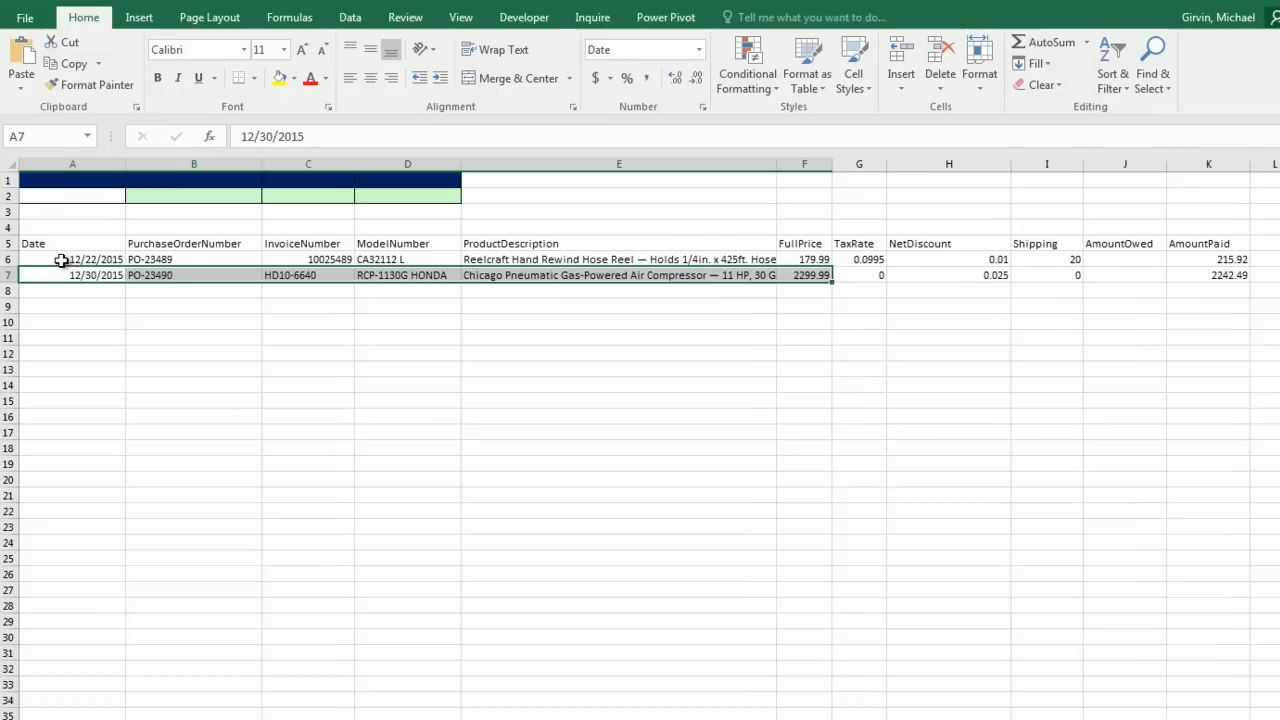 File Home Insert Page Layout Formulas Data Review View Developer Inquire Power Pivot Tell me what you want to do... Girvin, Michael
Paste
Cut
Copy
Format Painter
Clipboard
Calibri 11
B I U
Font
Wrap Text
Merge & Center
Alignment
Date
$ % ,
Number
Conditional Formatting
Format as Table
Cell Styles
Styles
Insert
Delete
Format
Cells
AutoSum
Fill
Clear
Sort & Filter
Find & Select
Editing
A7 fx 12/30/2015
A B C D E F G H I J K L
1
2
3
4
5 Date PurchaseOrderNumber InvoiceNumber ModelNumber ProductDescription FullPrice TaxRate NetDiscount Shipping AmountOwed AmountPaid
6 12/22/2015 PO-23489 10025489 CA32112 L Reelcraft Hand Rewind Hose Reel — Holds 1/4in. x 425ft. Hose 179.99 0.0995 0.01 20 215.92
7 12/30/2015 PO-23490 HD10-6640 RCP-1130G HONDA Chicago Pneumatic Gas-Powered Air Compressor — 11 HP, 30 G 2299.99 0 0.025 0 2242.49
8
9
10
11
12
13
14
15
16
17
18
19
20
21
22
23
24
25
26
27
28
29
30
31
32
33
34
35